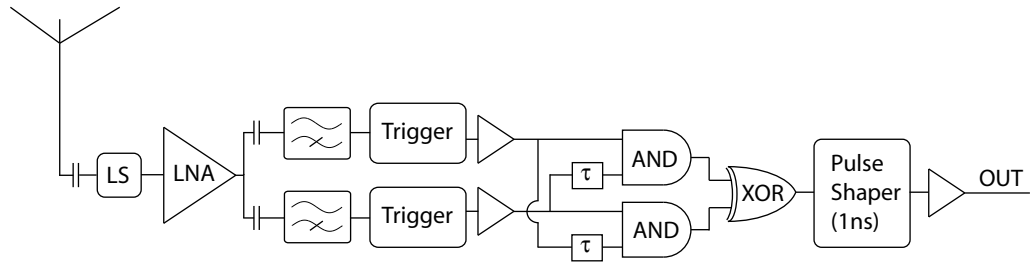 LS
LNA
Trigger
Trigger
τ
τ
AND
AND
XOR
Pulse
Shaper
(1ns)
OUT